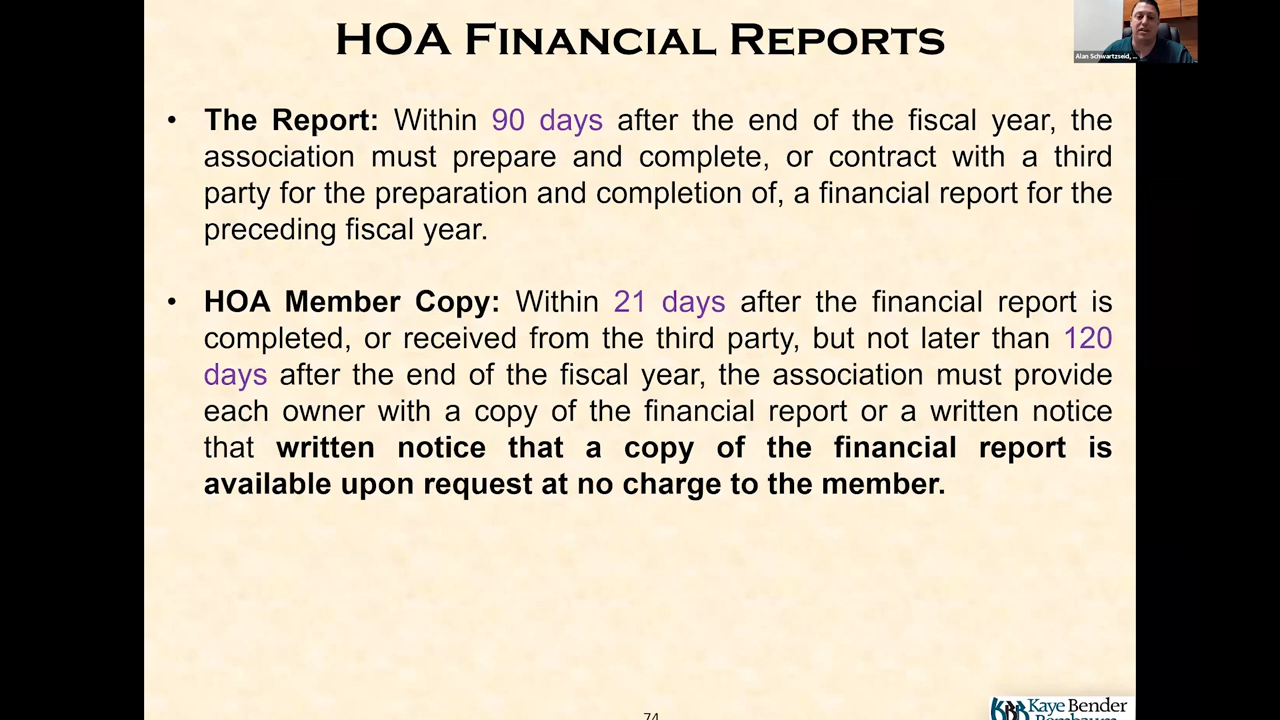 HOA FINANCIAL REPORTS
Alan Schwartzseid, ...
• The Report: Within 90 days after the end of the fiscal year, the
association must prepare and complete, or contract with a third
party for the preparation and completion of, a financial report for the
preceding fiscal year.
• HOA Member Copy: Within 21 days after the financial report is
completed, or received from the third party, but not later than 120
days after the end of the fiscal year, the association must provide
each owner with a copy of the financial report or a written notice
that written notice that a copy of the financial report is
available upon request at no charge to the member.
74
KBR Kaye Bender
Rembaum